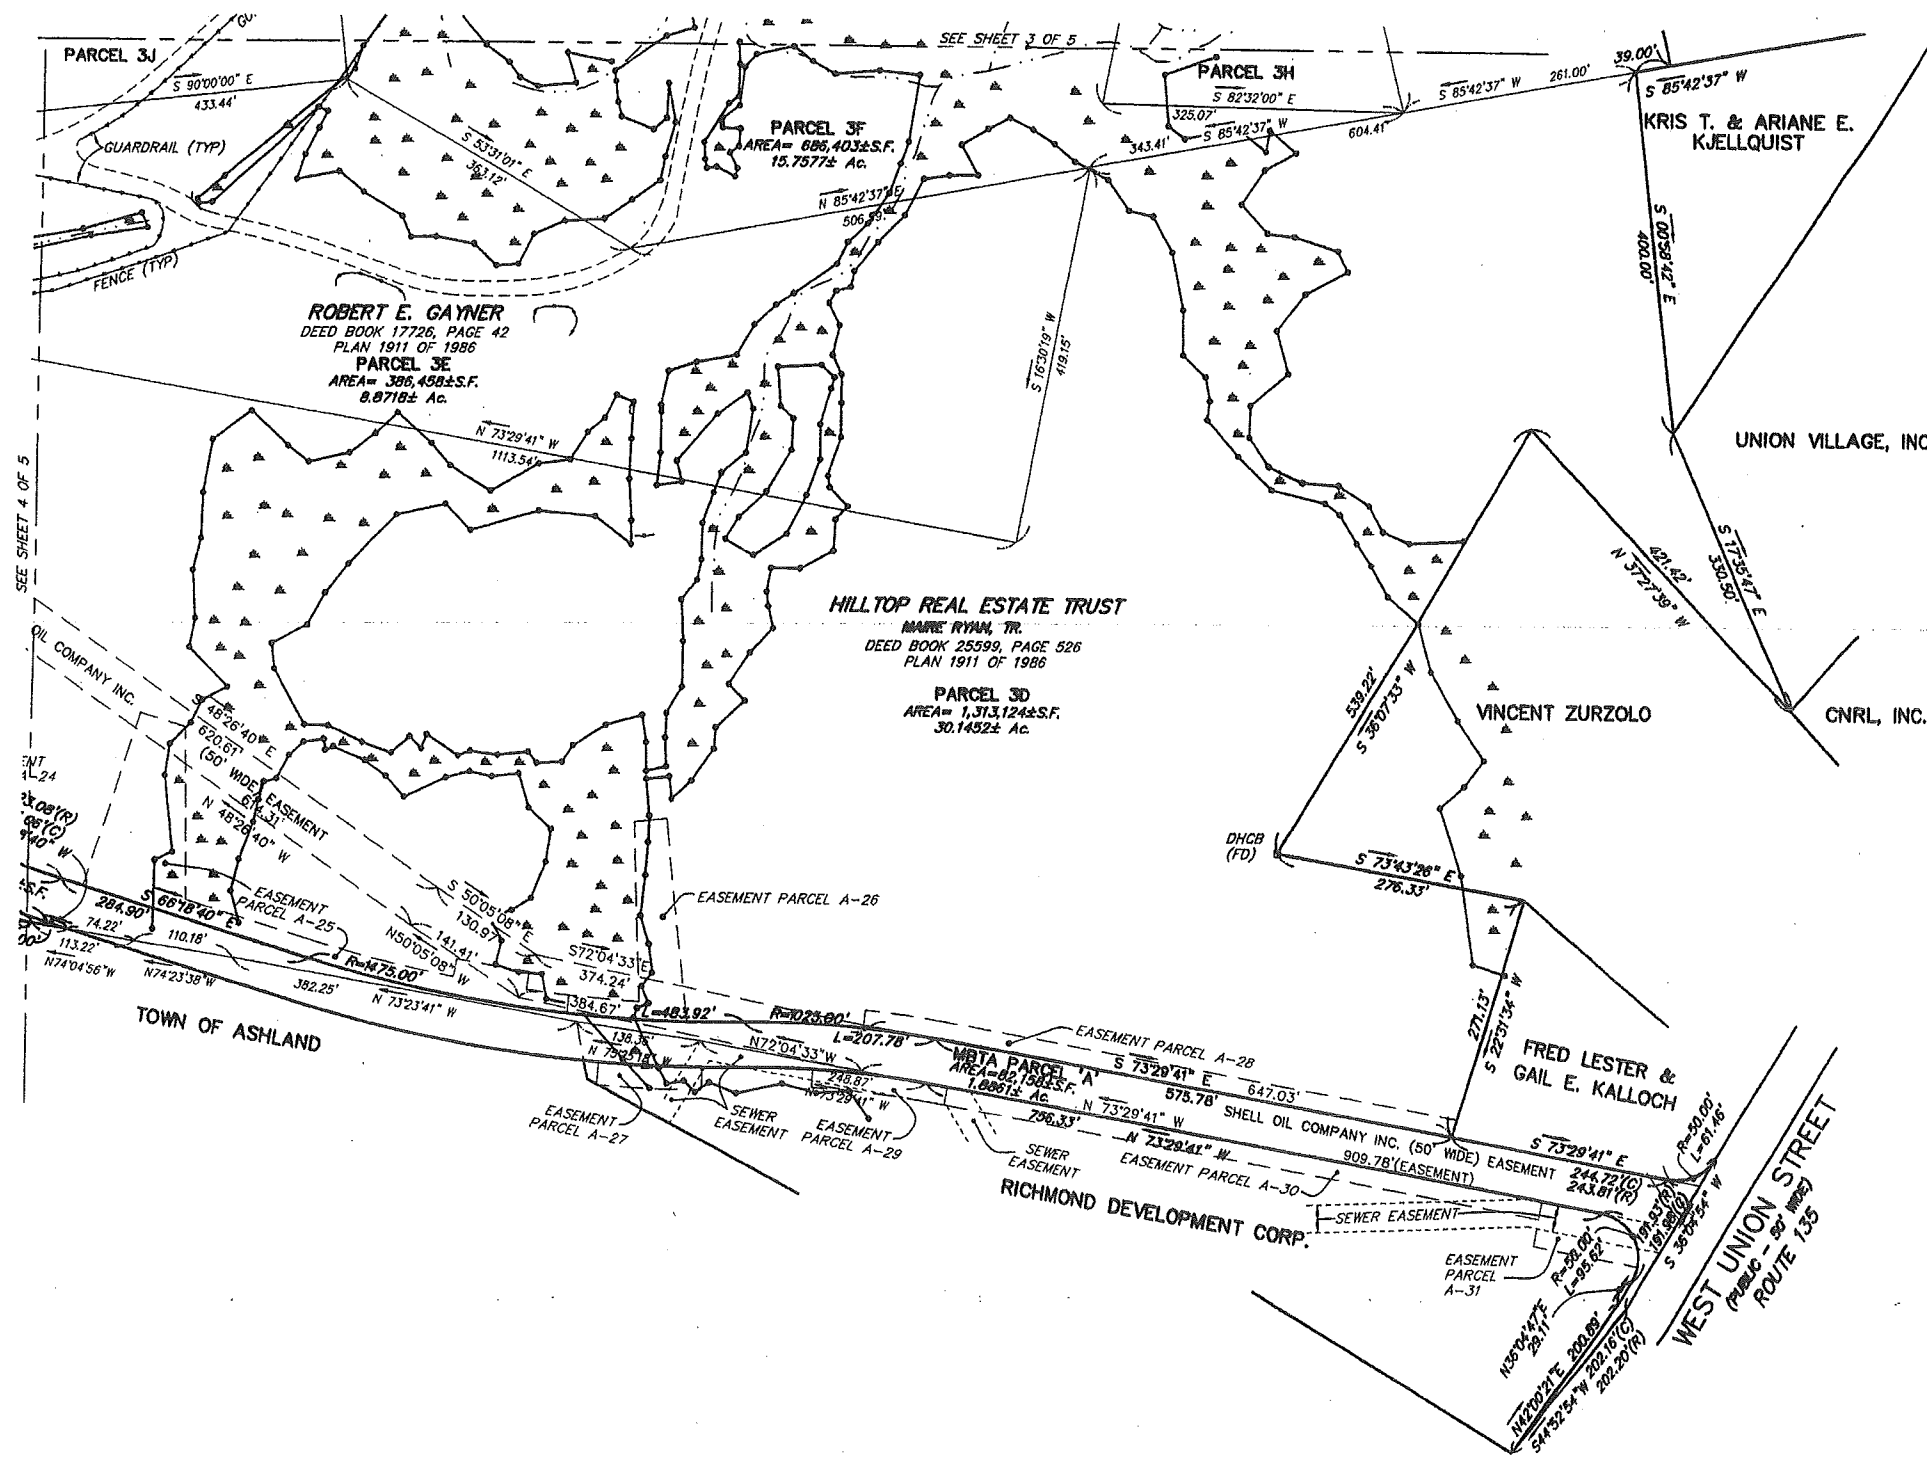 SEE SHEET 3 OF 5
PARCEL 3J
S 90°00'00" E
433.44'
GUARDRAIL (TYP)
FENCE (TYP)
S 53°31'01" E
353.12'
PARCEL 3F
AREA= 686,403±S.F.
15.7577± Ac.
N 85°42'37" E
506.59'
PARCEL 3H
S 82°32'00" E
325.07'
S 85°42'37" W
343.41'
604.41'
S 85°42'37" W
261.00'
39.00'
S 85°42'37" W
KRIS T. & ARIANE E.
KJELLQUIST
S 00°58'42" E
400.00'
ROBERT E. GAYNER
DEED BOOK 17726, PAGE 42
PLAN 1911 OF 1986
PARCEL 3E
AREA= 386,458±S.F.
8.8718± Ac.
S 16°30'19" W
419.15'
N 73°29'41" W
1113.54'
UNION VILLAGE, INC
SEE SHEET 4 OF 5
S 17°35'47" E
330.50'
421.42'
N 37°27'39" W
HILLTOP REAL ESTATE TRUST
MAIRE RYAN, TR.
DEED BOOK 25599, PAGE 526
PLAN 1911 OF 1986
PARCEL 3D
AREA= 1,313,124±S.F.
30.1452± Ac.
539.22'
S 36°07'33" W
VINCENT ZURZOLO
CNRL, INC.
OIL COMPANY INC.
S 48°26'40" E
620.61'
(50' WIDE) EASEMENT
614.31'
N 48°26'40" W
DHCB
(FD)
S 73°43'26" E
276.33'
EASEMENT
PARCEL A-25
S 66°18'40" E
284.90'
S 50°05'08" E
130.97'
141.41'
N50°05'08" W
EASEMENT PARCEL A-26
S72°04'33"E
374.24'
384.67'
74.22'
110.18'
113.22'
N74°04'56"W
N74°23'38"W
R=1475.00'
382.25'
N 73°23'41" W
L=483.92'
R=1025.00'
L=207.78'
TOWN OF ASHLAND
138.36'
N72°04'33"W
248.87'
N 73°29'41" W
MBTA PARCEL 'A'
AREA=82,158±S.F.
1.8861± Ac.
EASEMENT PARCEL A-28
S 73°29'41" E
575.78'
647.03'
N 73°29'41" W
756.33'
N 73°29'41" W
SHELL OIL COMPANY INC. (50' WIDE) EASEMENT
909.78'(EASEMENT)
271.13'
S 22°31'34" W
FRED LESTER &
GAIL E. KALLOCH
EASEMENT
PARCEL A-27
SEWER
EASEMENT
EASEMENT
PARCEL A-29
SEWER
EASEMENT
EASEMENT PARCEL A-30
RICHMOND DEVELOPMENT CORP.
SEWER EASEMENT
S 73°29'41" E
244.72'(C)
243.81'(R)
R=50.00'
L=61.46'
191.93'(R)
191.98'(C)
S 36°04'54" W
EASEMENT
PARCEL
A-31
R=50.00'
L=95.62'
N36°04'47"E
29.11'
N42°00'21"E 200.89'
S44°52'54"W 202.16'(C)
202.20'(R)
WEST UNION STREET
(PUBLIC - 50' WIDE)
ROUTE 135